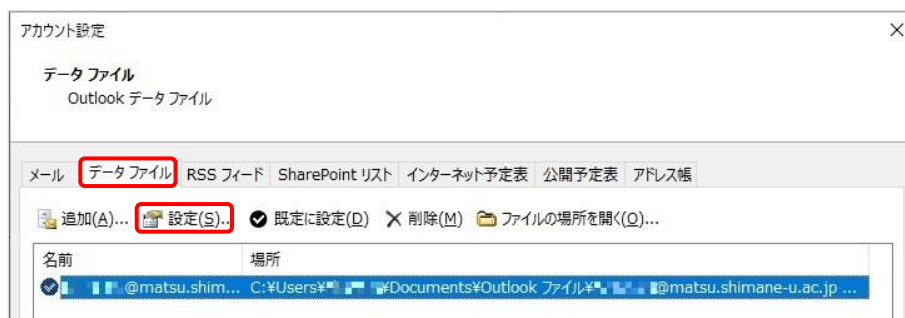 アカウント設定
データ ファイル
Outlook データ ファイル
メール データ ファイル RSS フィード SharePoint リスト インターネット予定表 公開予定表 アドレス帳
追加(A)... 設定(S)... 既定に設定(D) 削除(M) ファイルの場所を開く(O)...
名前 場所
@matsu.shim... C:¥Users¥ ¥Documents¥Outlook ファイル¥ @matsu.shimane-u.ac.jp ...